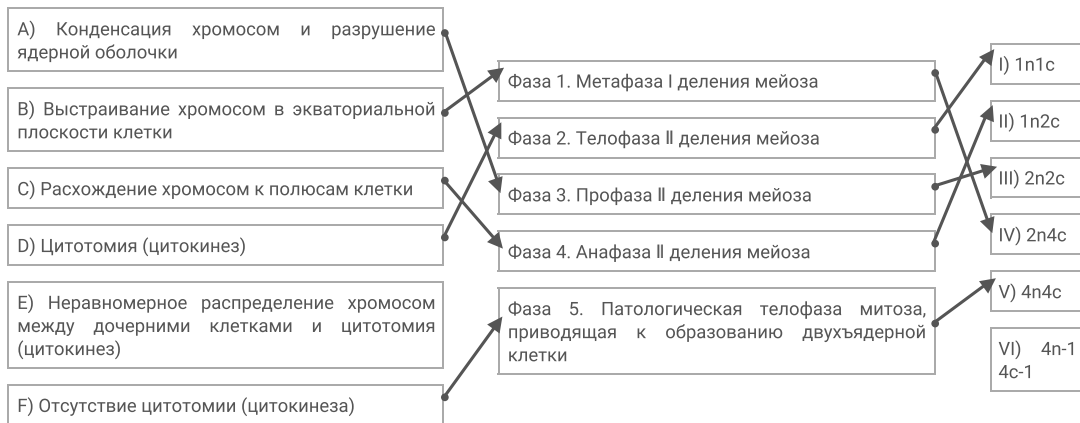 А) Конденсация хромосом и разрушение
ядерной оболочки
В) Выстраивание хромосом в экваториальной
плоскости клетки
С) Расхождение хромосом к полюсам клетки
D) Цитотомия (цитокинез)
Е) Неравномерное распределение хромосом
между дочерними клетками и цитотомия
(цитокинез)
F) Отсутствие цитотомии (цитокинеза)
Фаза 1. Метафаза I деления мейоза
Фаза 2. Телофаза II деления мейоза
Фаза 3. Профаза II деления мейоза
Фаза 4. Анафаза II деления мейоза
Фаза 5. Патологическая телофаза митоза,
приводящая к образованию двухъядерной
клетки
I) 1n1c
II) 1n2c
III) 2n2c
IV) 2n4c
V) 4n4c
VI) 4n-1
4c-1